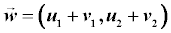 w⃗ = (u₁ + v₁, u₂ + v₂)